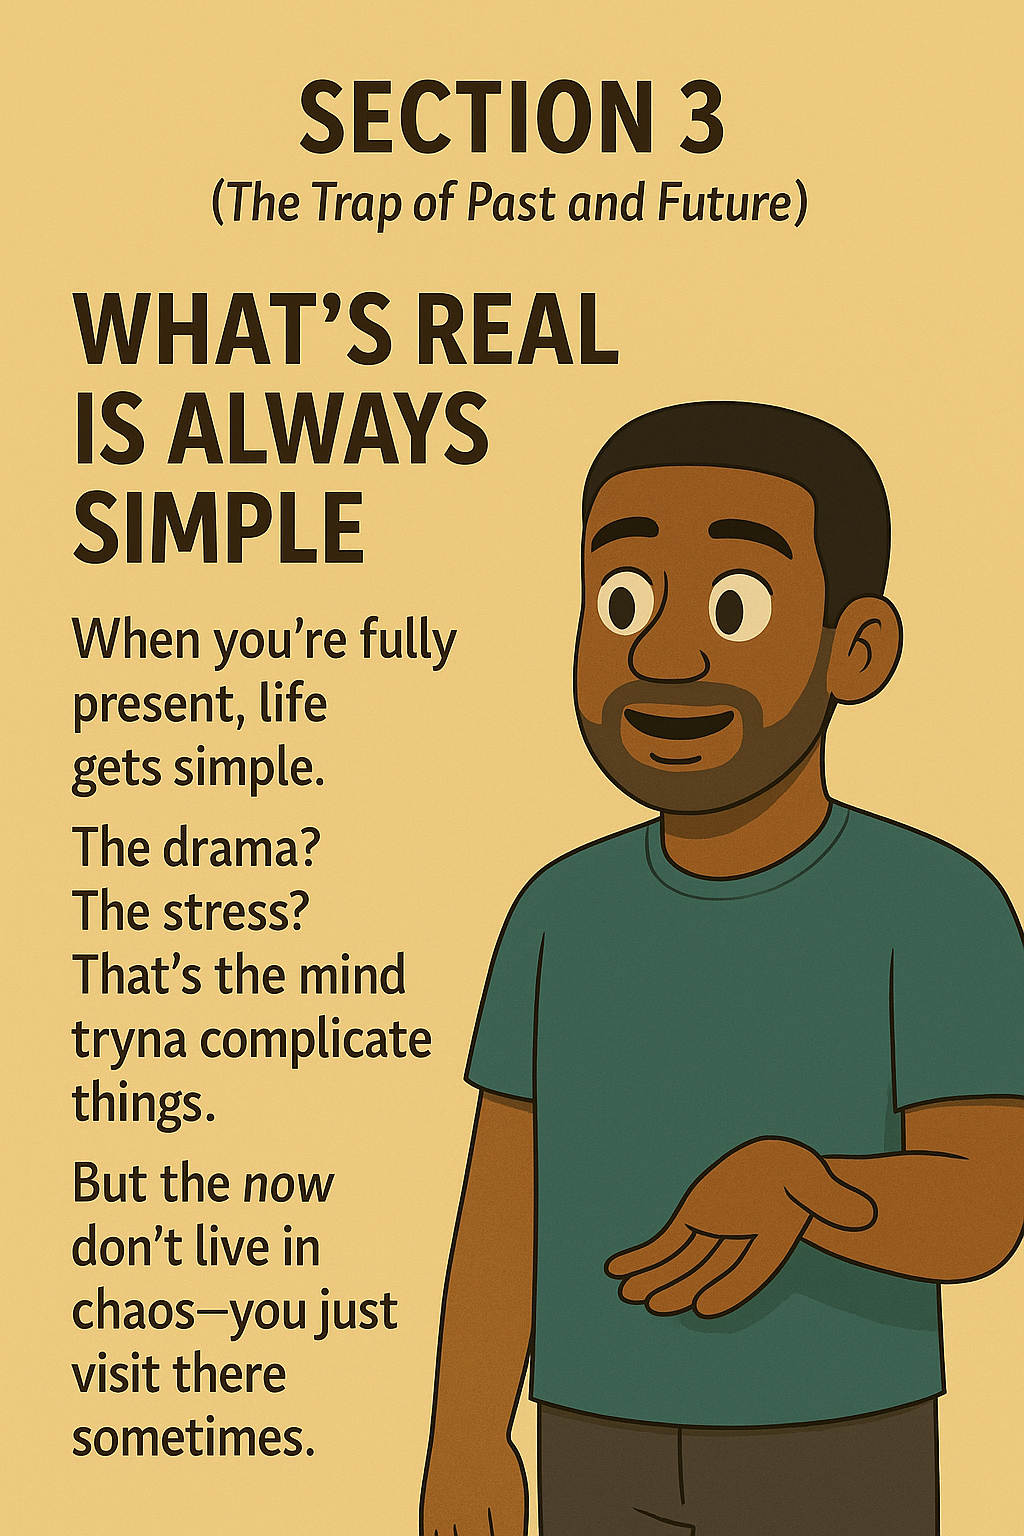 SECTION 3
(The Trap of Past and Future)
WHAT’S REAL
IS ALWAYS
SIMPLE
When you’re fully
present, life
gets simple.
The drama?
The stress?
That’s the mind
tryna complicate
things.
But the now
don’t live in
chaos—you just
visit there
sometimes.